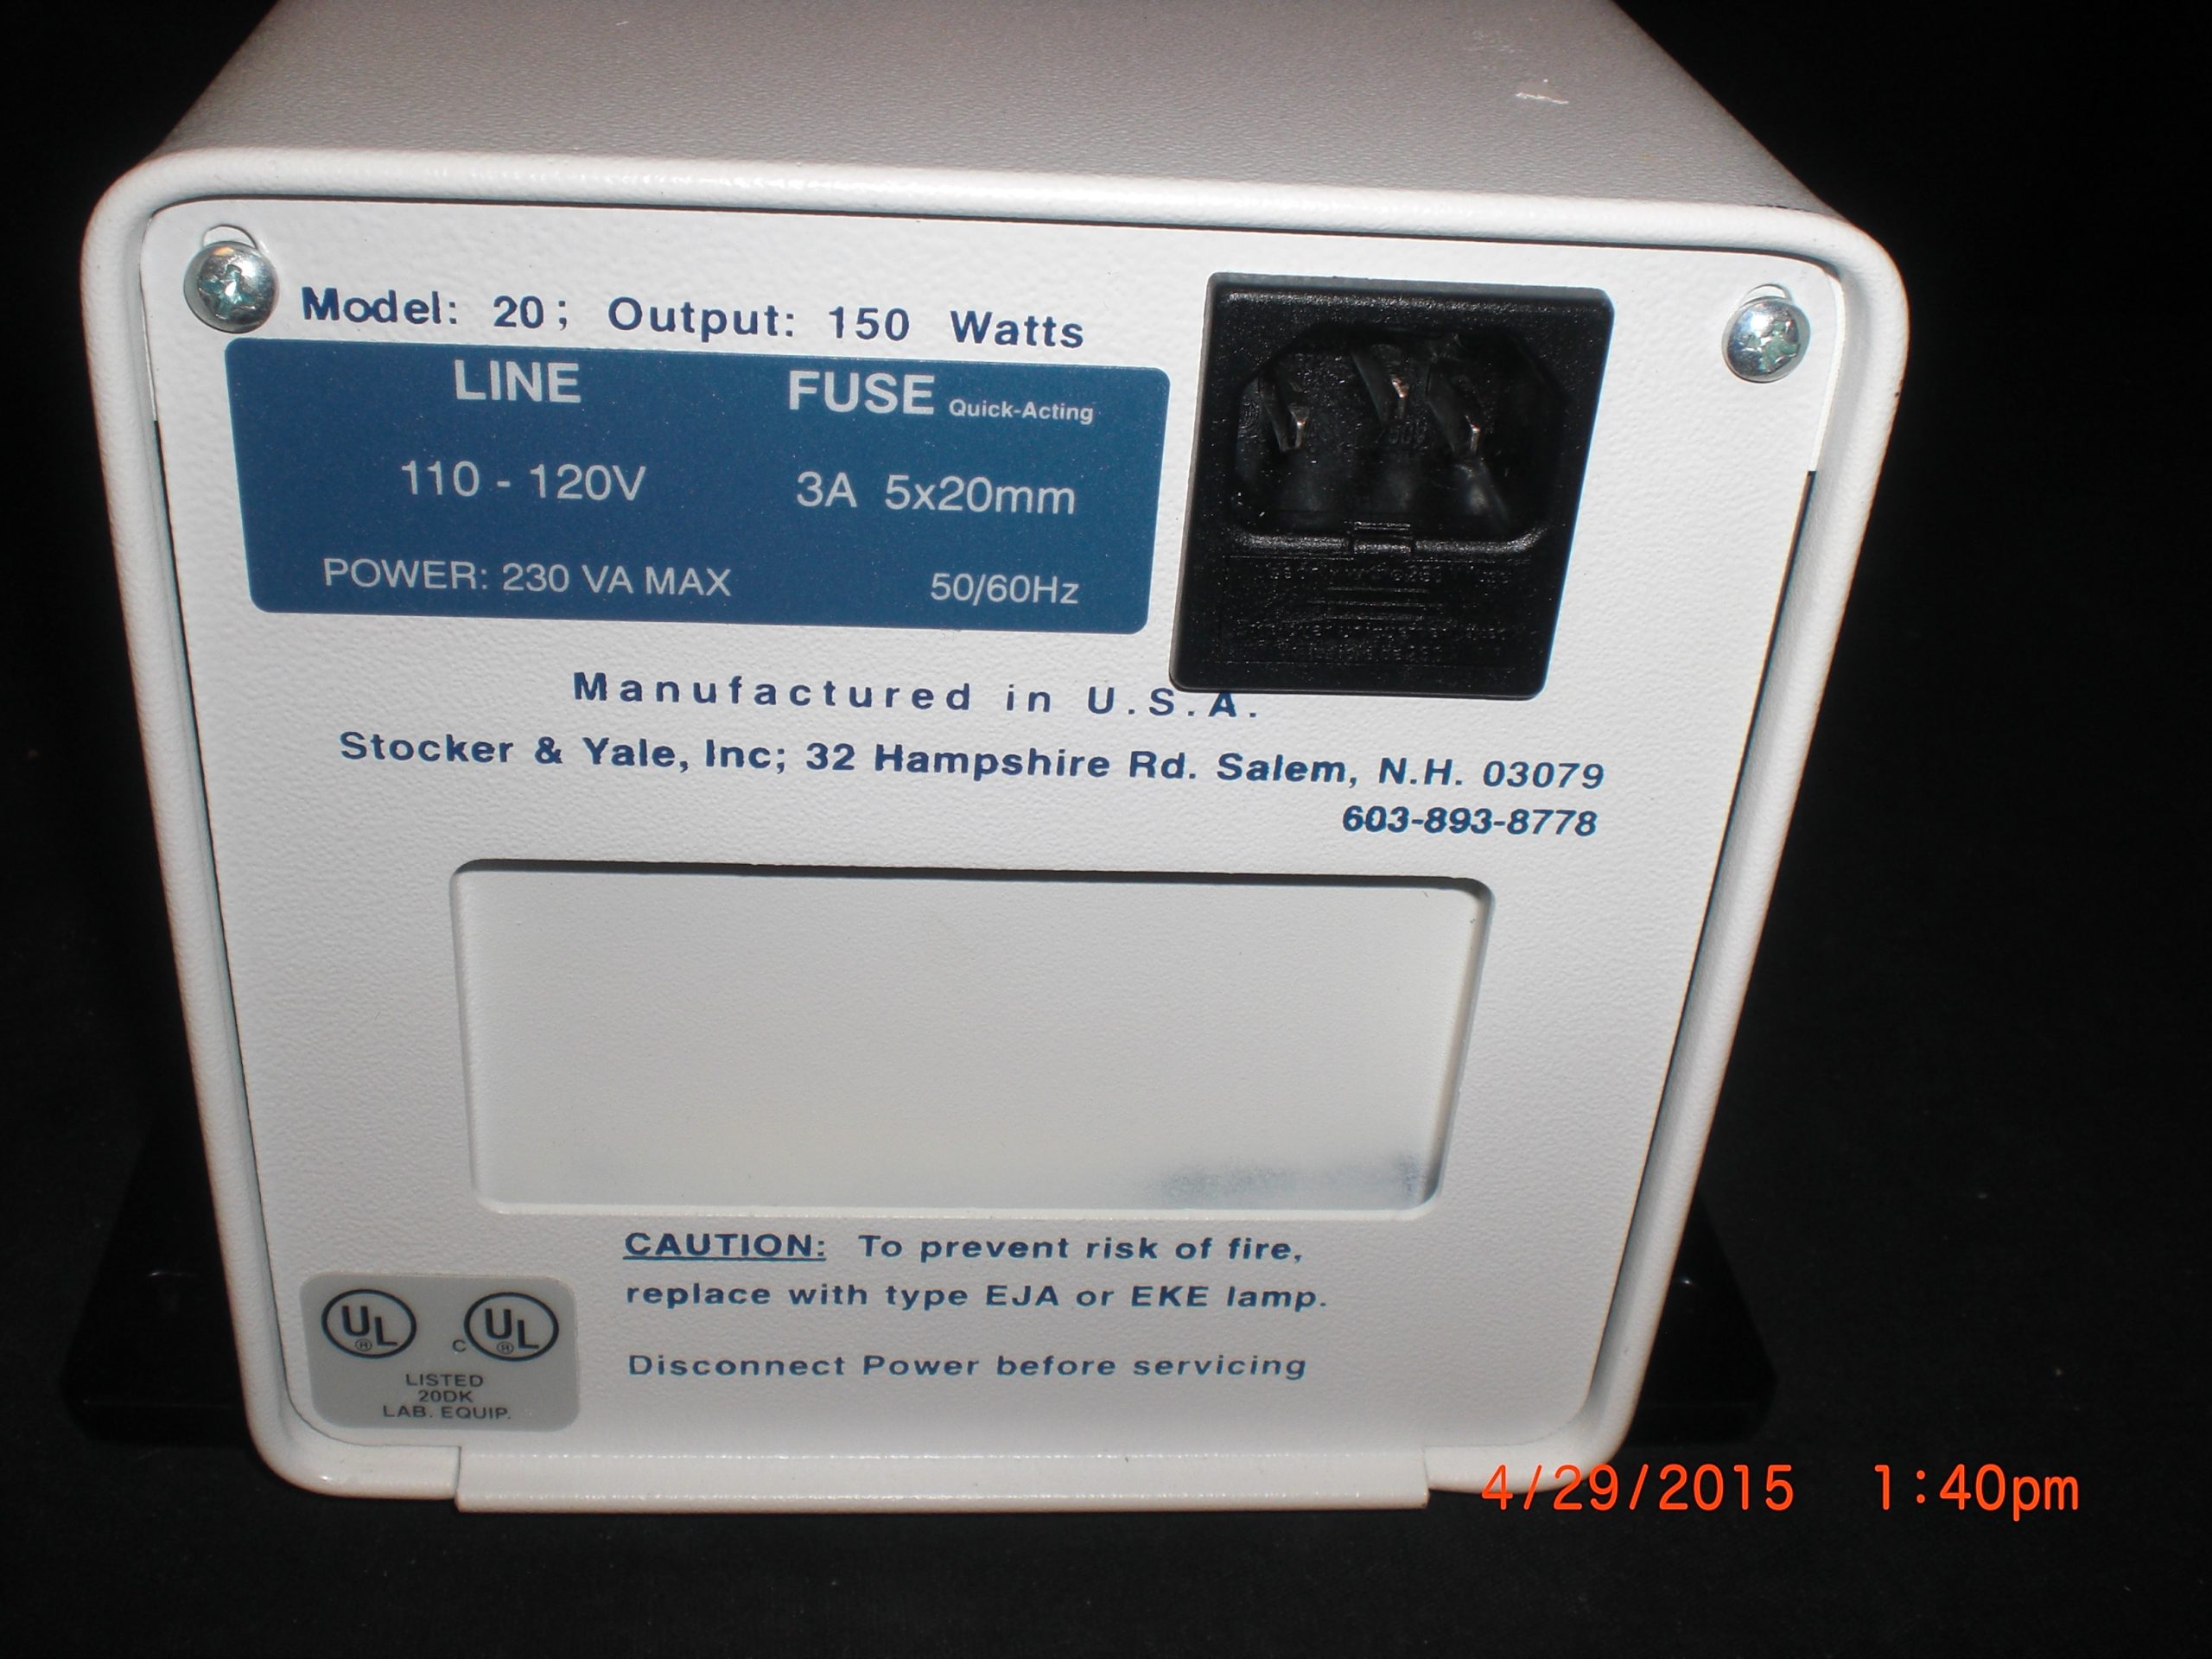 Model: 20; Output: 150 Watts
LINE FUSE Quick-Acting
110 - 120V 3A 5x20mm
POWER: 230 VA MAX 50/60Hz
Manufactured in U.S.A.
Stocker & Yale, Inc; 32 Hampshire Rd. Salem, N.H. 03079
603-893-8778
CAUTION: To prevent risk of fire,
replace with type EJA or EKE lamp.
Disconnect Power before servicing
UL ® C UL ®
LISTED
20DK
LAB. EQUIP.
4/29/2015 1:40pm